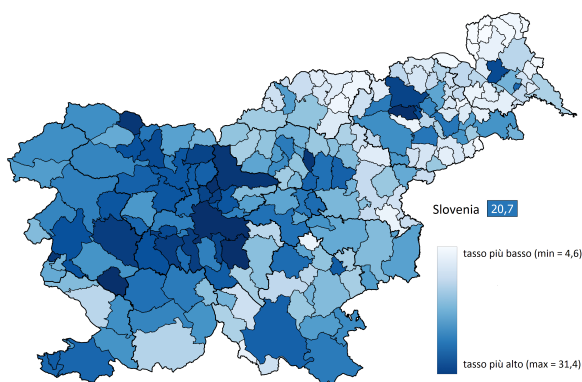 Slovenia 20,7
tasso più basso (min = 4,6)
tasso più alto (max = 31,4)